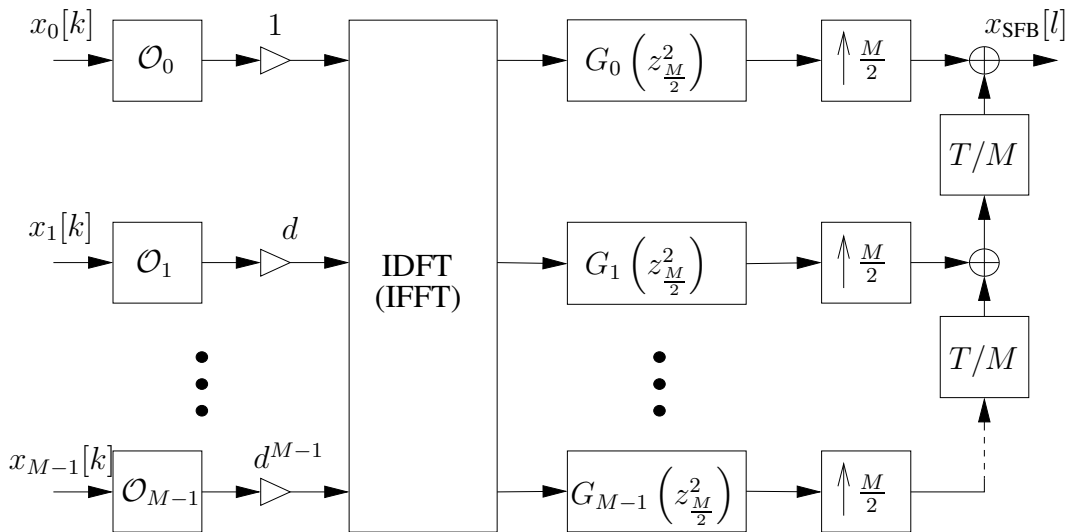 x_0[k] O_0 1 G_0 (z^2_{M/2}) ↑ M/2 x_SFB[l]
T/M
x_1[k] O_1 d IDFT (IFFT) G_1 (z^2_{M/2}) ↑ M/2
T/M
x_{M−1}[k] O_{M−1} d^{M−1} G_{M−1} (z^2_{M/2}) ↑ M/2